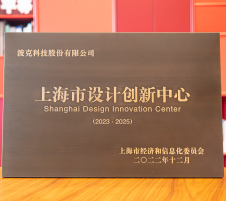 波克科技股份有限公司
上海市设计创新中心
Shanghai Design Innovation Center
(2023 - 2025)
上海市经济和信息化委员会
二〇二二年十二月